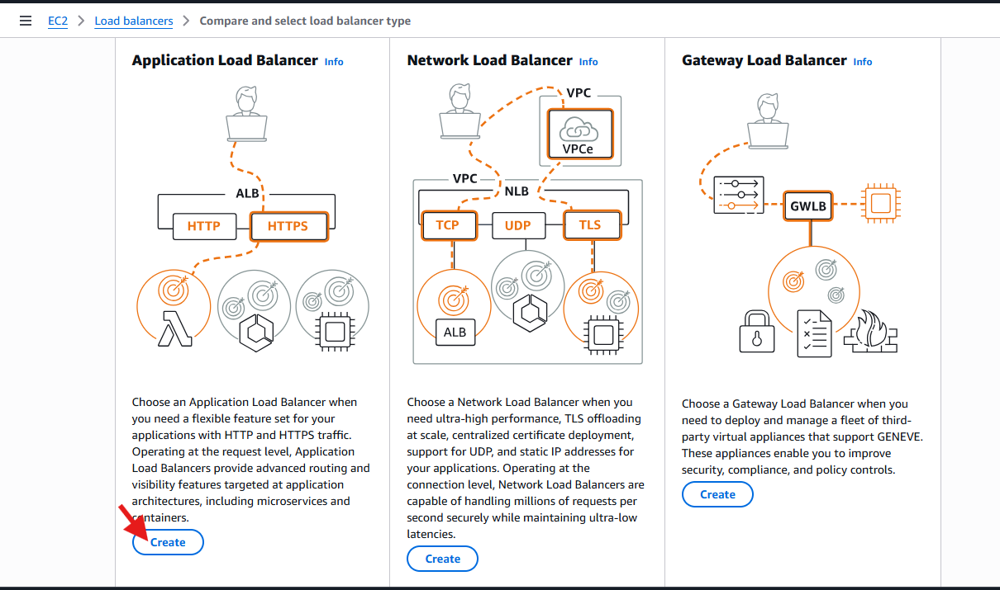 EC2 > Load balancers > Compare and select load balancer type
Application Load Balancer Info
ALB
HTTP HTTPS
Choose an Application Load Balancer when
you need a flexible feature set for your
applications with HTTP and HTTPS traffic.
Operating at the request level, Application
Load Balancers provide advanced routing and
visibility features targeted at application
architectures, including microservices and
containers.
Create
Network Load Balancer Info
VPC
VPCe
VPC
NLB
TCP UDP TLS
ALB
Choose a Network Load Balancer when you
need ultra-high performance, TLS offloading
at scale, centralized certificate deployment,
support for UDP, and static IP addresses for
your applications. Operating at the
connection level, Network Load Balancers are
capable of handling millions of requests per
second securely while maintaining ultra-low
latencies.
Create
Gateway Load Balancer Info
GWLB
Choose a Gateway Load Balancer when you
need to deploy and manage a fleet of third-
party virtual appliances that support GENEVE.
These appliances enable you to improve
security, compliance, and policy controls.
Create